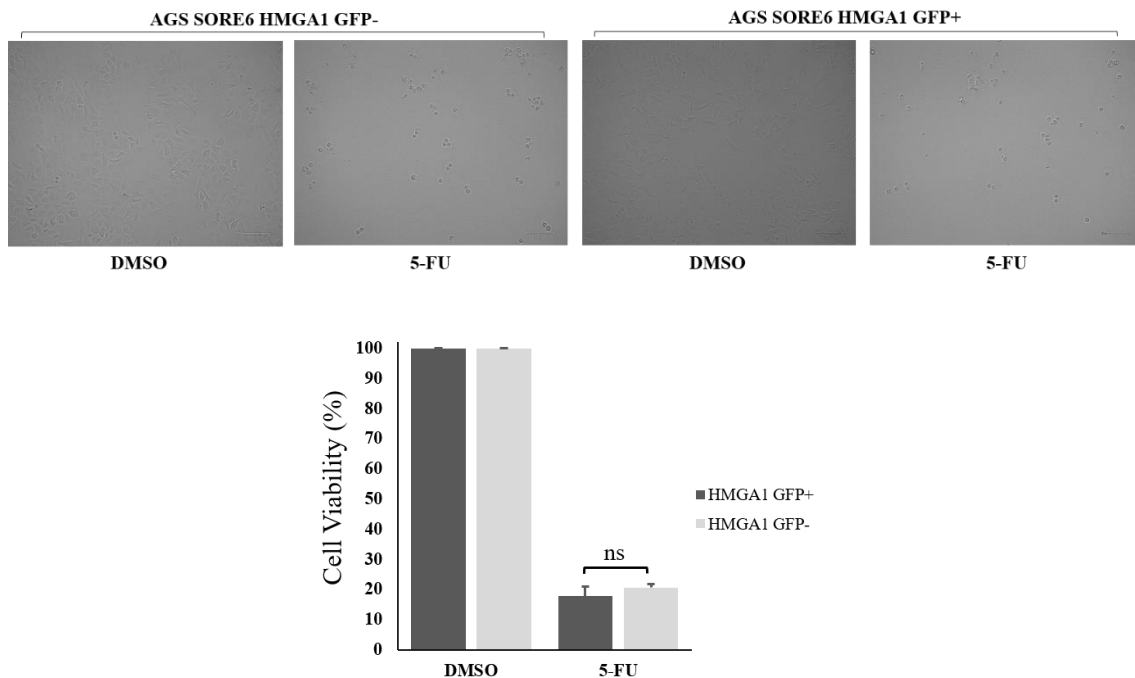 AGS SORE6 HMGA1 GFP-
AGS SORE6 HMGA1 GFP+
DMSO
5-FU
DMSO
5-FU
Cell Viability (%)
100
90
80
70
60
50
40
30
20
10
0
ns
HMGA1 GFP+
HMGA1 GFP-
DMSO
5-FU